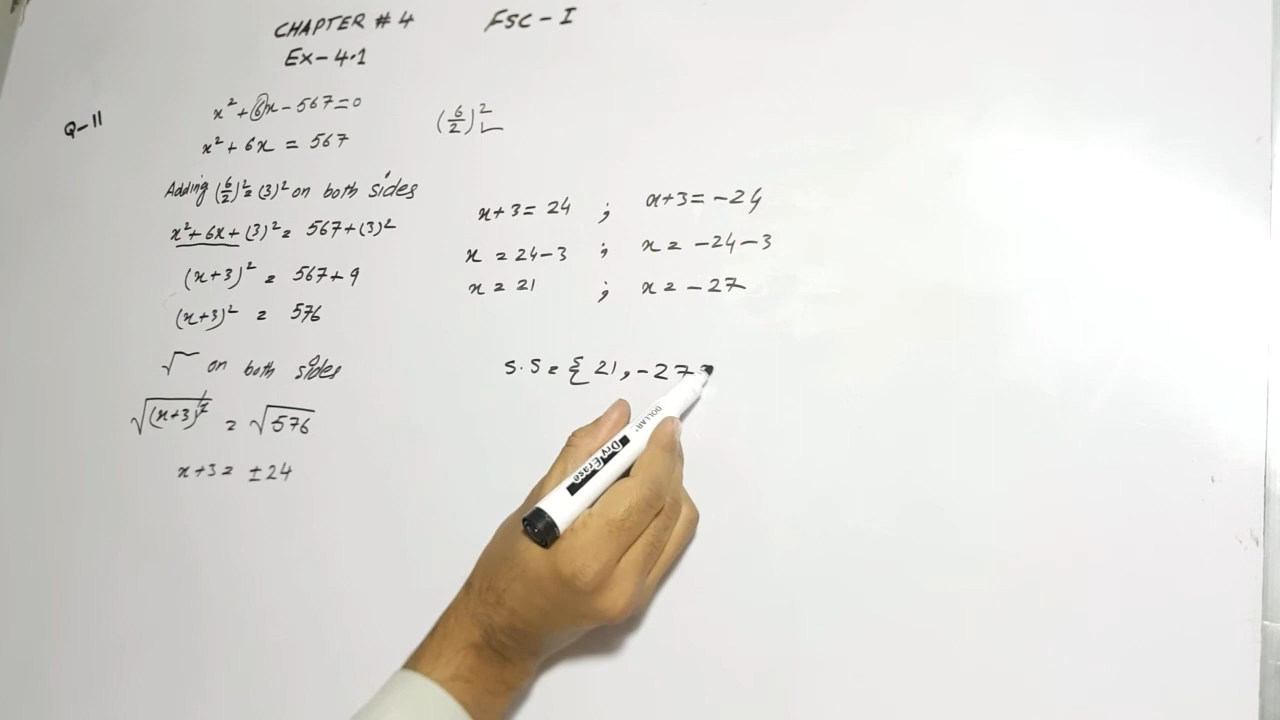 CHAPTER # 4 FSC - I
Ex - 4.1
Q-11
x² + 6x - 567 = 0
x² + 6x = 567
Adding (6/2)² = (3)² on both sides
x² + 6x + (3)² = 567 + (3)²
(x+3)² = 567 + 9
(x+3)² = 576
√ on both sides
√(x+3)² = √576
x + 3 = ±24
(6/2)²
x+3 = 24 ; x+3 = -24
x = 24-3 ; x = -24-3
x = 21 ; x = -27
S.S = { 21, -27
DOLLAR
Dry Erase